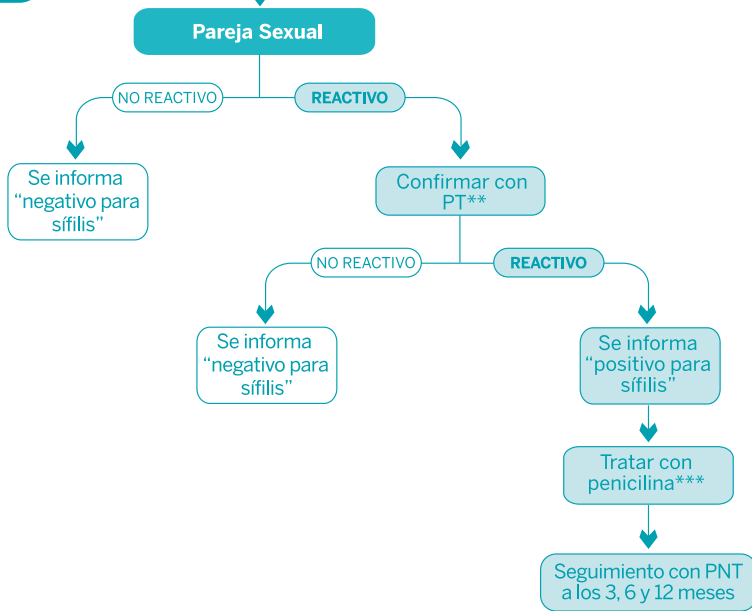 Pareja Sexual
NO REACTIVO
REACTIVO
Se informa
“negativo para
sífilis”
Confirmar con
PT**
NO REACTIVO
REACTIVO
Se informa
“negativo para
sífilis”
Se informa
“positivo para
sífilis”
Tratar con
penicilina***
Seguimiento con PNT
a los 3, 6 y 12 meses